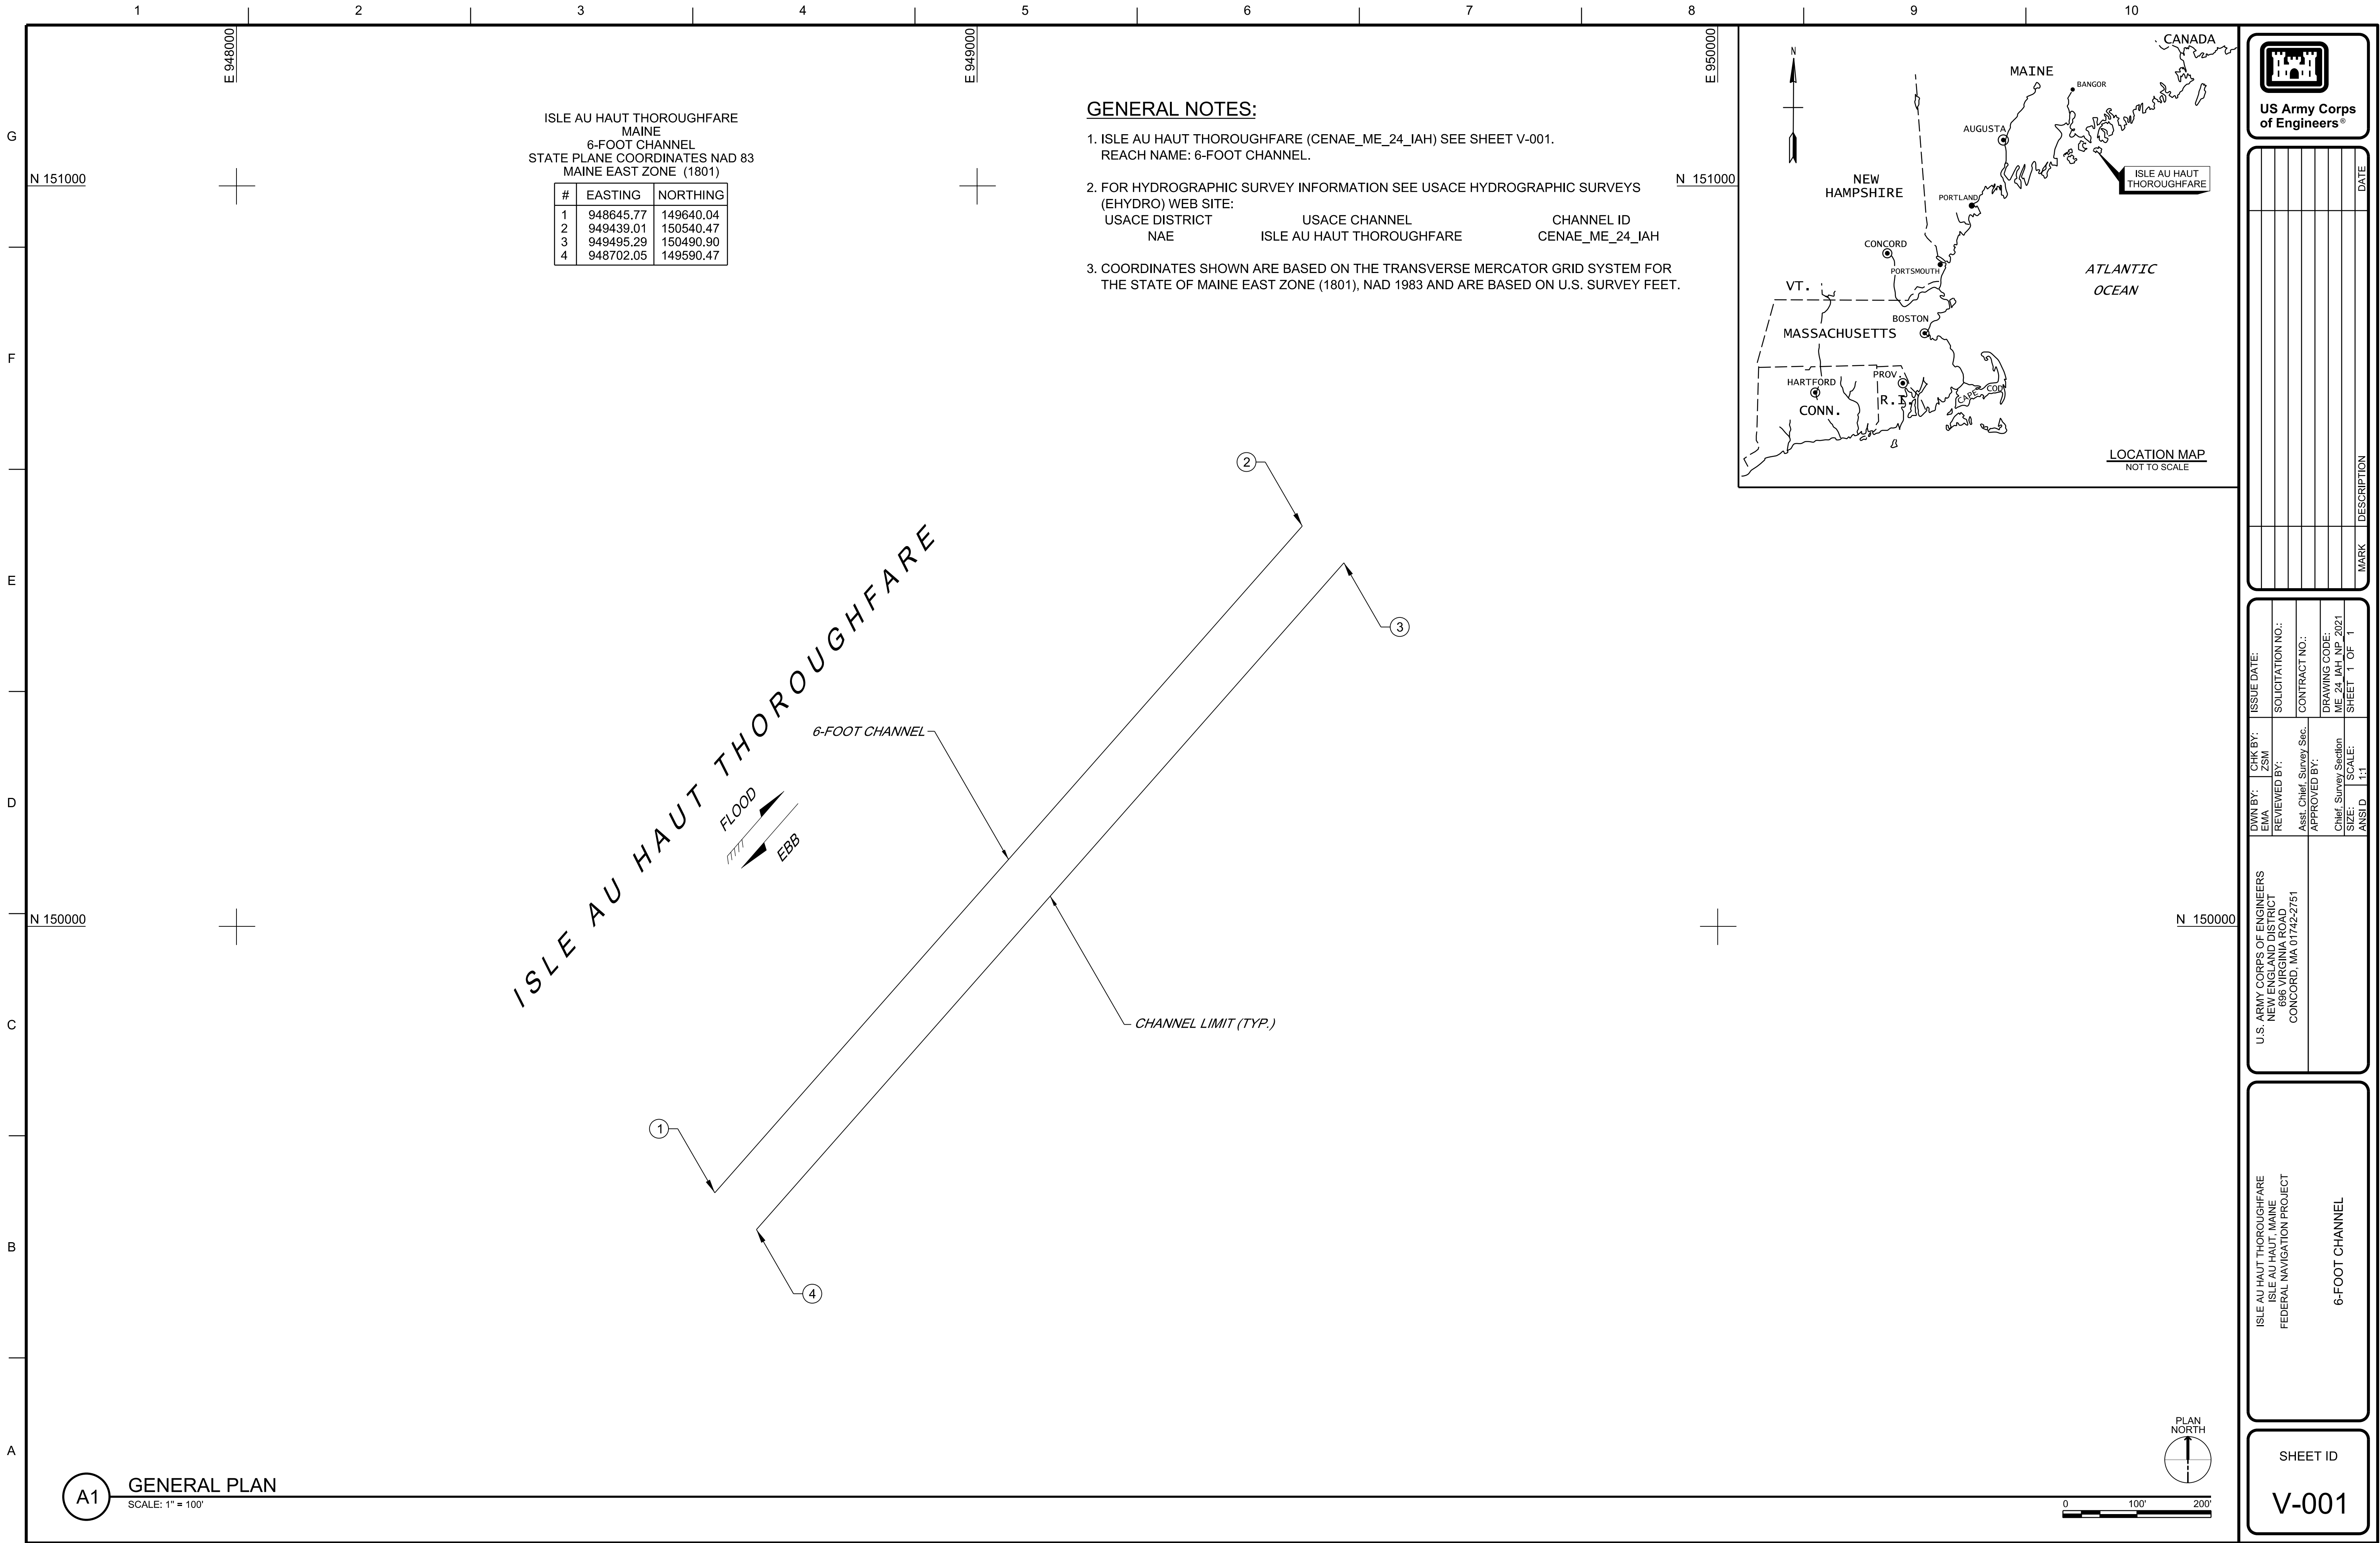 1 2 3 4 5 6 7 8 9 10
G
F
E
D
C
B
A
E 948000
E 949000
E 950000
N 151000
N 151000
N 150000
N 150000
ISLE AU HAUT THOROUGHFARE
MAINE
6-FOOT CHANNEL
STATE PLANE COORDINATES NAD 83
MAINE EAST ZONE (1801)
# EASTING NORTHING
1 948645.77 149640.04
2 949439.01 150540.47
3 949495.29 150490.90
4 948702.05 149590.47
GENERAL NOTES:
1. ISLE AU HAUT THOROUGHFARE (CENAE_ME_24_IAH) SEE SHEET V-001.
REACH NAME: 6-FOOT CHANNEL.
2. FOR HYDROGRAPHIC SURVEY INFORMATION SEE USACE HYDROGRAPHIC SURVEYS
(EHYDRO) WEB SITE:
USACE DISTRICT USACE CHANNEL CHANNEL ID
NAE ISLE AU HAUT THOROUGHFARE CENAE_ME_24_IAH
3. COORDINATES SHOWN ARE BASED ON THE TRANSVERSE MERCATOR GRID SYSTEM FOR
THE STATE OF MAINE EAST ZONE (1801), NAD 1983 AND ARE BASED ON U.S. SURVEY FEET.
N
CANADA
MAINE
BANGOR
AUGUSTA
ISLE AU HAUT
THOROUGHFARE
NEW
HAMPSHIRE
PORTLAND
CONCORD
PORTSMOUTH
ATLANTIC
OCEAN
VT.
BOSTON
MASSACHUSETTS
HARTFORD
PROV.
CONN.
R.I.
CAPE COD
LOCATION MAP
NOT TO SCALE
2
3
ISLE AU HAUT THOROUGHFARE
6-FOOT CHANNEL
FLOOD
EBB
CHANNEL LIMIT (TYP.)
1
4
A1
GENERAL PLAN
SCALE: 1" = 100'
PLAN
NORTH
0 100' 200'
US Army Corps
of Engineers®
MARK DESCRIPTION DATE
DWN BY:
EMA
CHK BY:
ZSM
ISSUE DATE:
REVIEWED BY:
SOLICITATION NO.:
Asst. Chief, Survey Sec.
CONTRACT NO.:
APPROVED BY:
Chief, Survey Section
DRAWING CODE:
ME_24_IAH_NP_2021
SIZE:
ANSI D
SCALE:
1:1
SHEET 1 OF 1
U.S. ARMY CORPS OF ENGINEERS
NEW ENGLAND DISTRICT
696 VIRGINIA ROAD
CONCORD, MA 01742-2751
ISLE AU HAUT THOROUGHFARE
ISLE AU HAUT, MAINE
FEDERAL NAVIGATION PROJECT
6-FOOT CHANNEL
SHEET ID
V-001